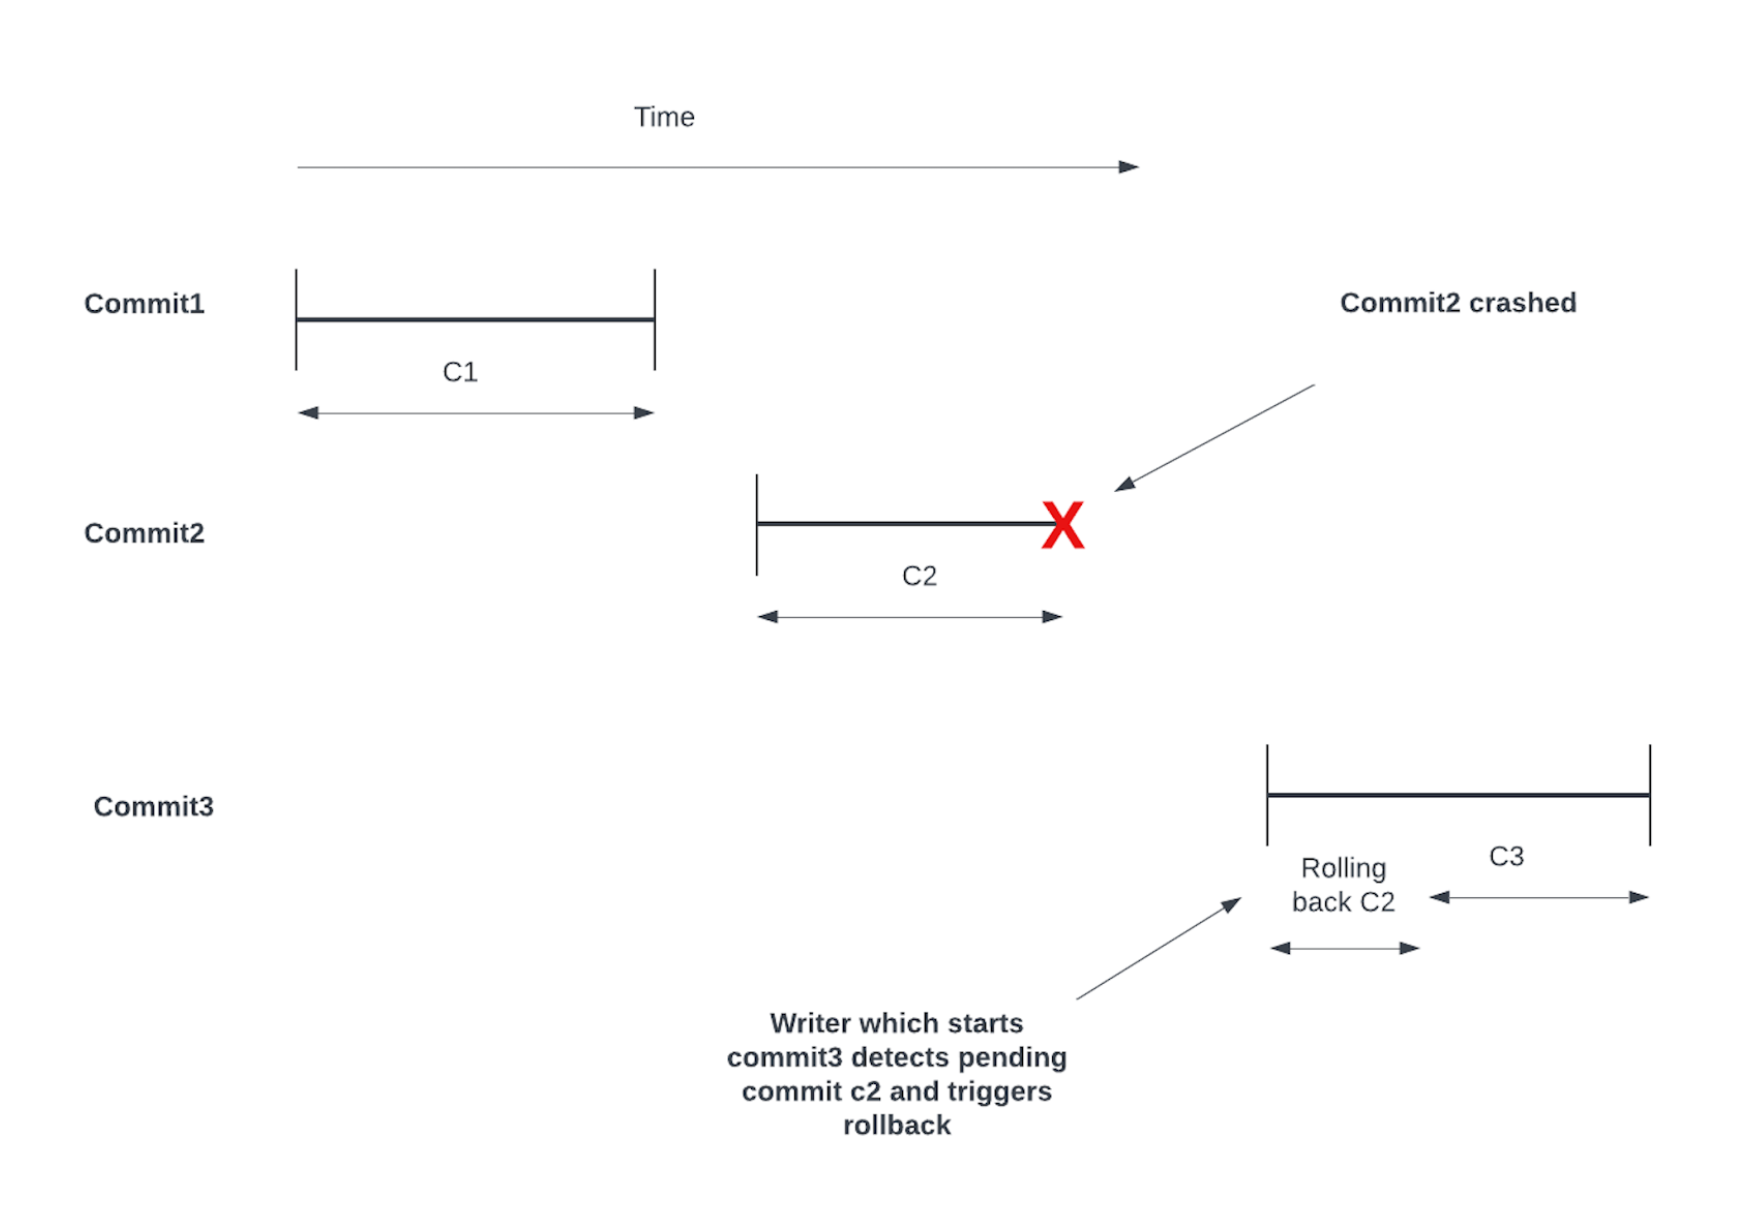 Time
Commit1
Commit2 crashed
C1
Commit2
C2
Commit3
Rolling
back C2
C3
Writer which starts
commit3 detects pending
commit c2 and triggers
rollback